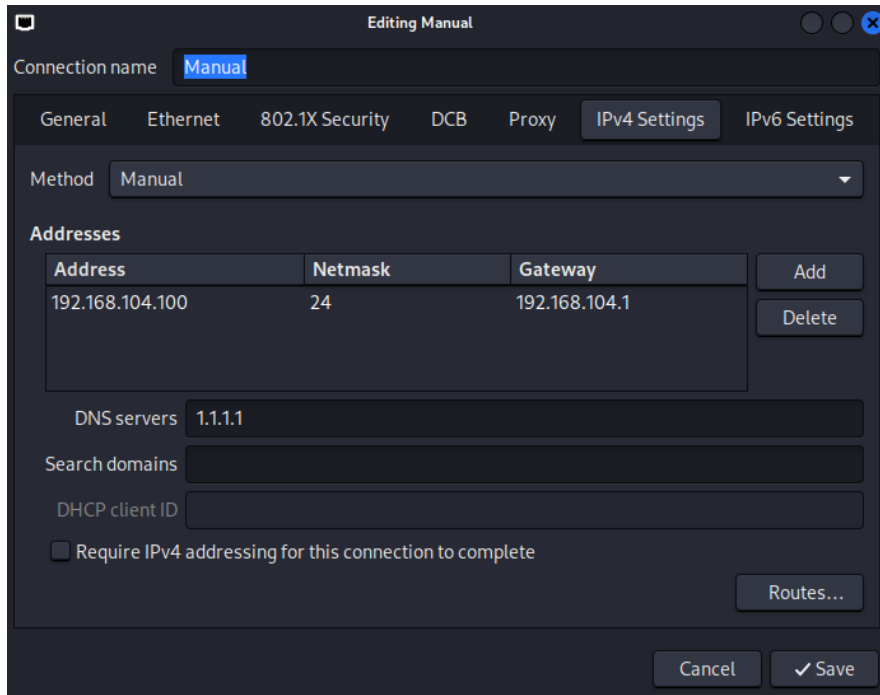 Editing Manual
Connection name Manual
General Ethernet 802.1X Security DCB Proxy IPv4 Settings IPv6 Settings
Method Manual
Addresses
Address Netmask Gateway Add
192.168.104.100 24 192.168.104.1
Delete
DNS servers 1.1.1.1
Search domains
DHCP client ID
Require IPv4 addressing for this connection to complete
Routes...
Cancel Save